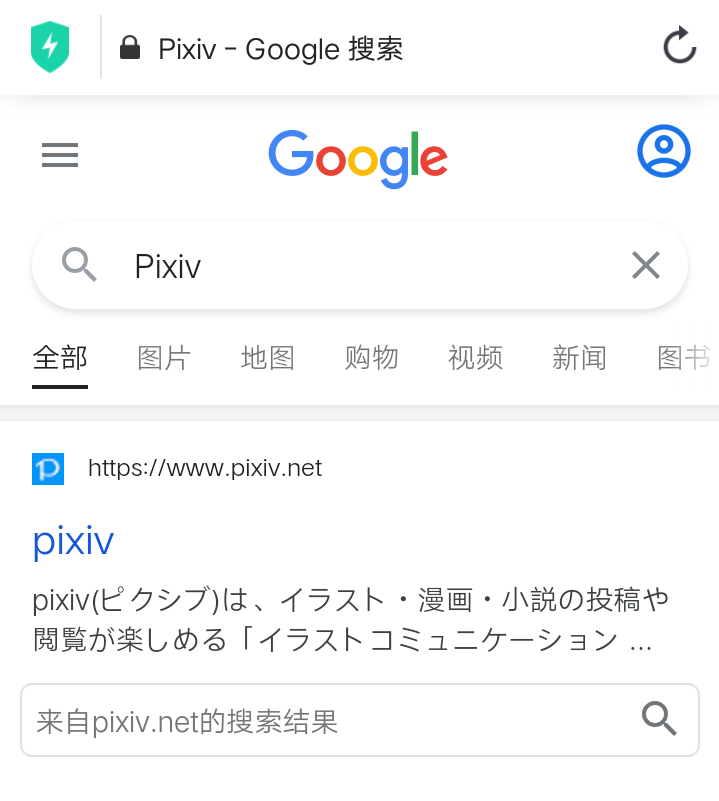 Pixiv - Google 搜索
Google
Pixiv
全部 图片 地图 购物 视频 新闻 图书
https://www.pixiv.net
pixiv
pixiv(ピクシブ)は、イラスト・漫画・小説の投稿や
閲覧が楽しめる「イラストコミュニケーション ...
来自pixiv.net的搜索结果